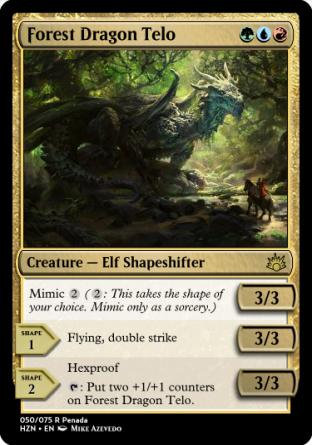 Forest Dragon Telo
Creature — Elf Shapeshifter
Mimic 2 ( 2: This takes the shape of
your choice. Mimic only as a sorcery.)
3/3
SHAPE
1
Flying, double strike
3/3
SHAPE
2
Hexproof
: Put two +1/+1 counters
on Forest Dragon Telo.
3/3
050/075 R Penada
HZN • EN MIKE AZEVEDO